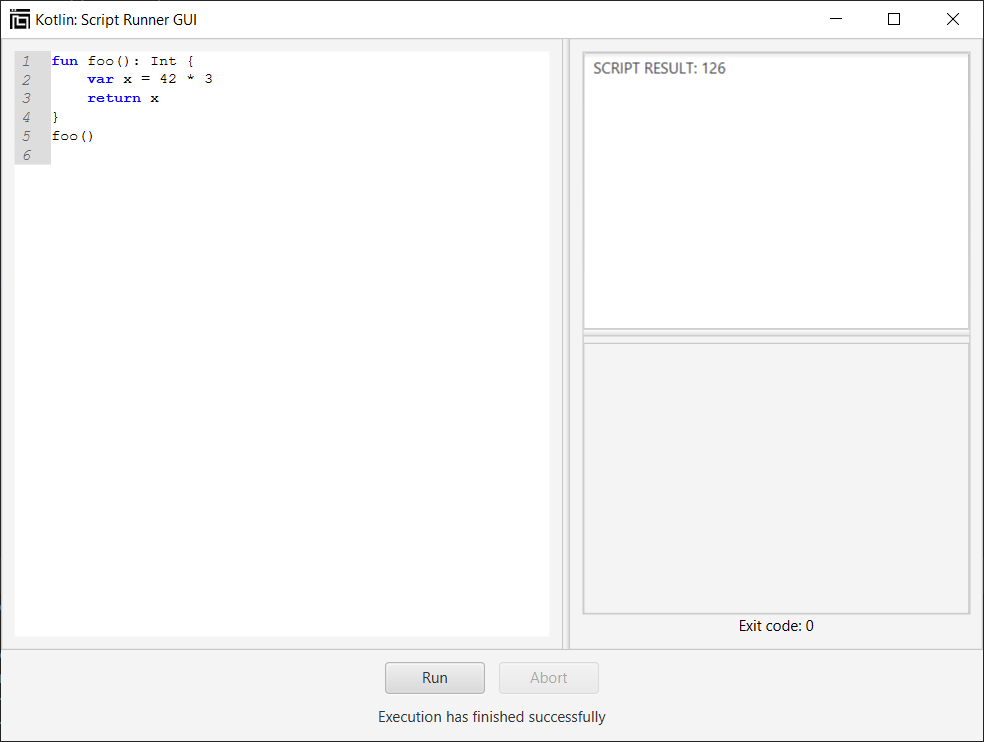 Kotlin: Script Runner GUI
1 fun foo(): Int {
2     var x = 42 * 3
3     return x
4 }
5 foo()
6
SCRIPT RESULT: 126
Exit code: 0
Run Abort
Execution has finished successfully